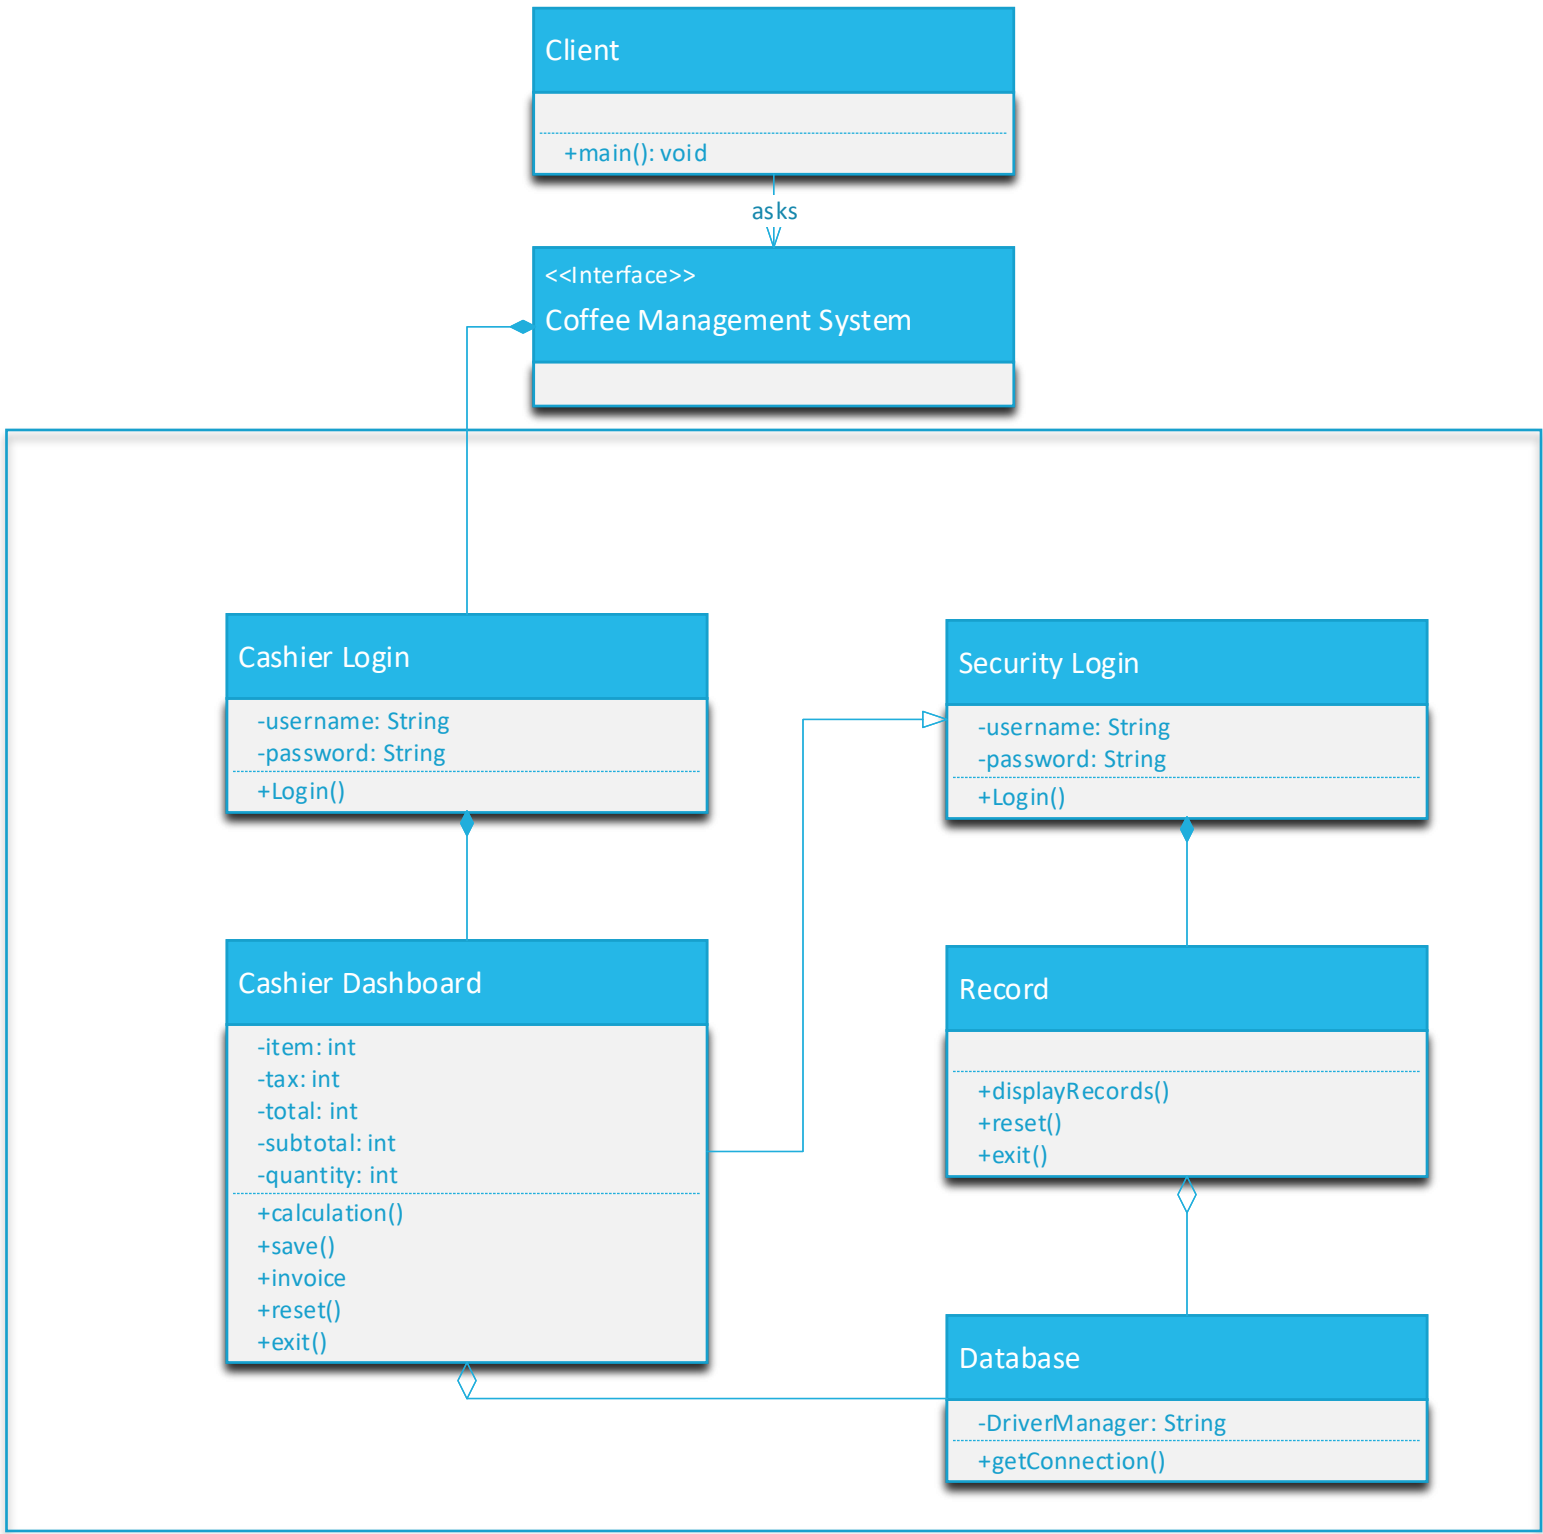 Client
+main(): void
asks
<<Interface>>
Coffee Management System
Cashier Login
-username: String
-password: String
+Login()
Security Login
-username: String
-password: String
+Login()
Cashier Dashboard
-item: int
-tax: int
-total: int
-subtotal: int
-quantity: int
+calculation()
+save()
+invoice
+reset()
+exit()
Record
+displayRecords()
+reset()
+exit()
Database
-DriverManager: String
+getConnection()